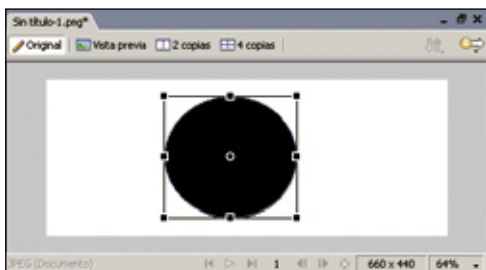 Sin título-1.png*
Original Vista previa 2 copias 4 copias
JPEG (Documento) 1 660 x 440 64%